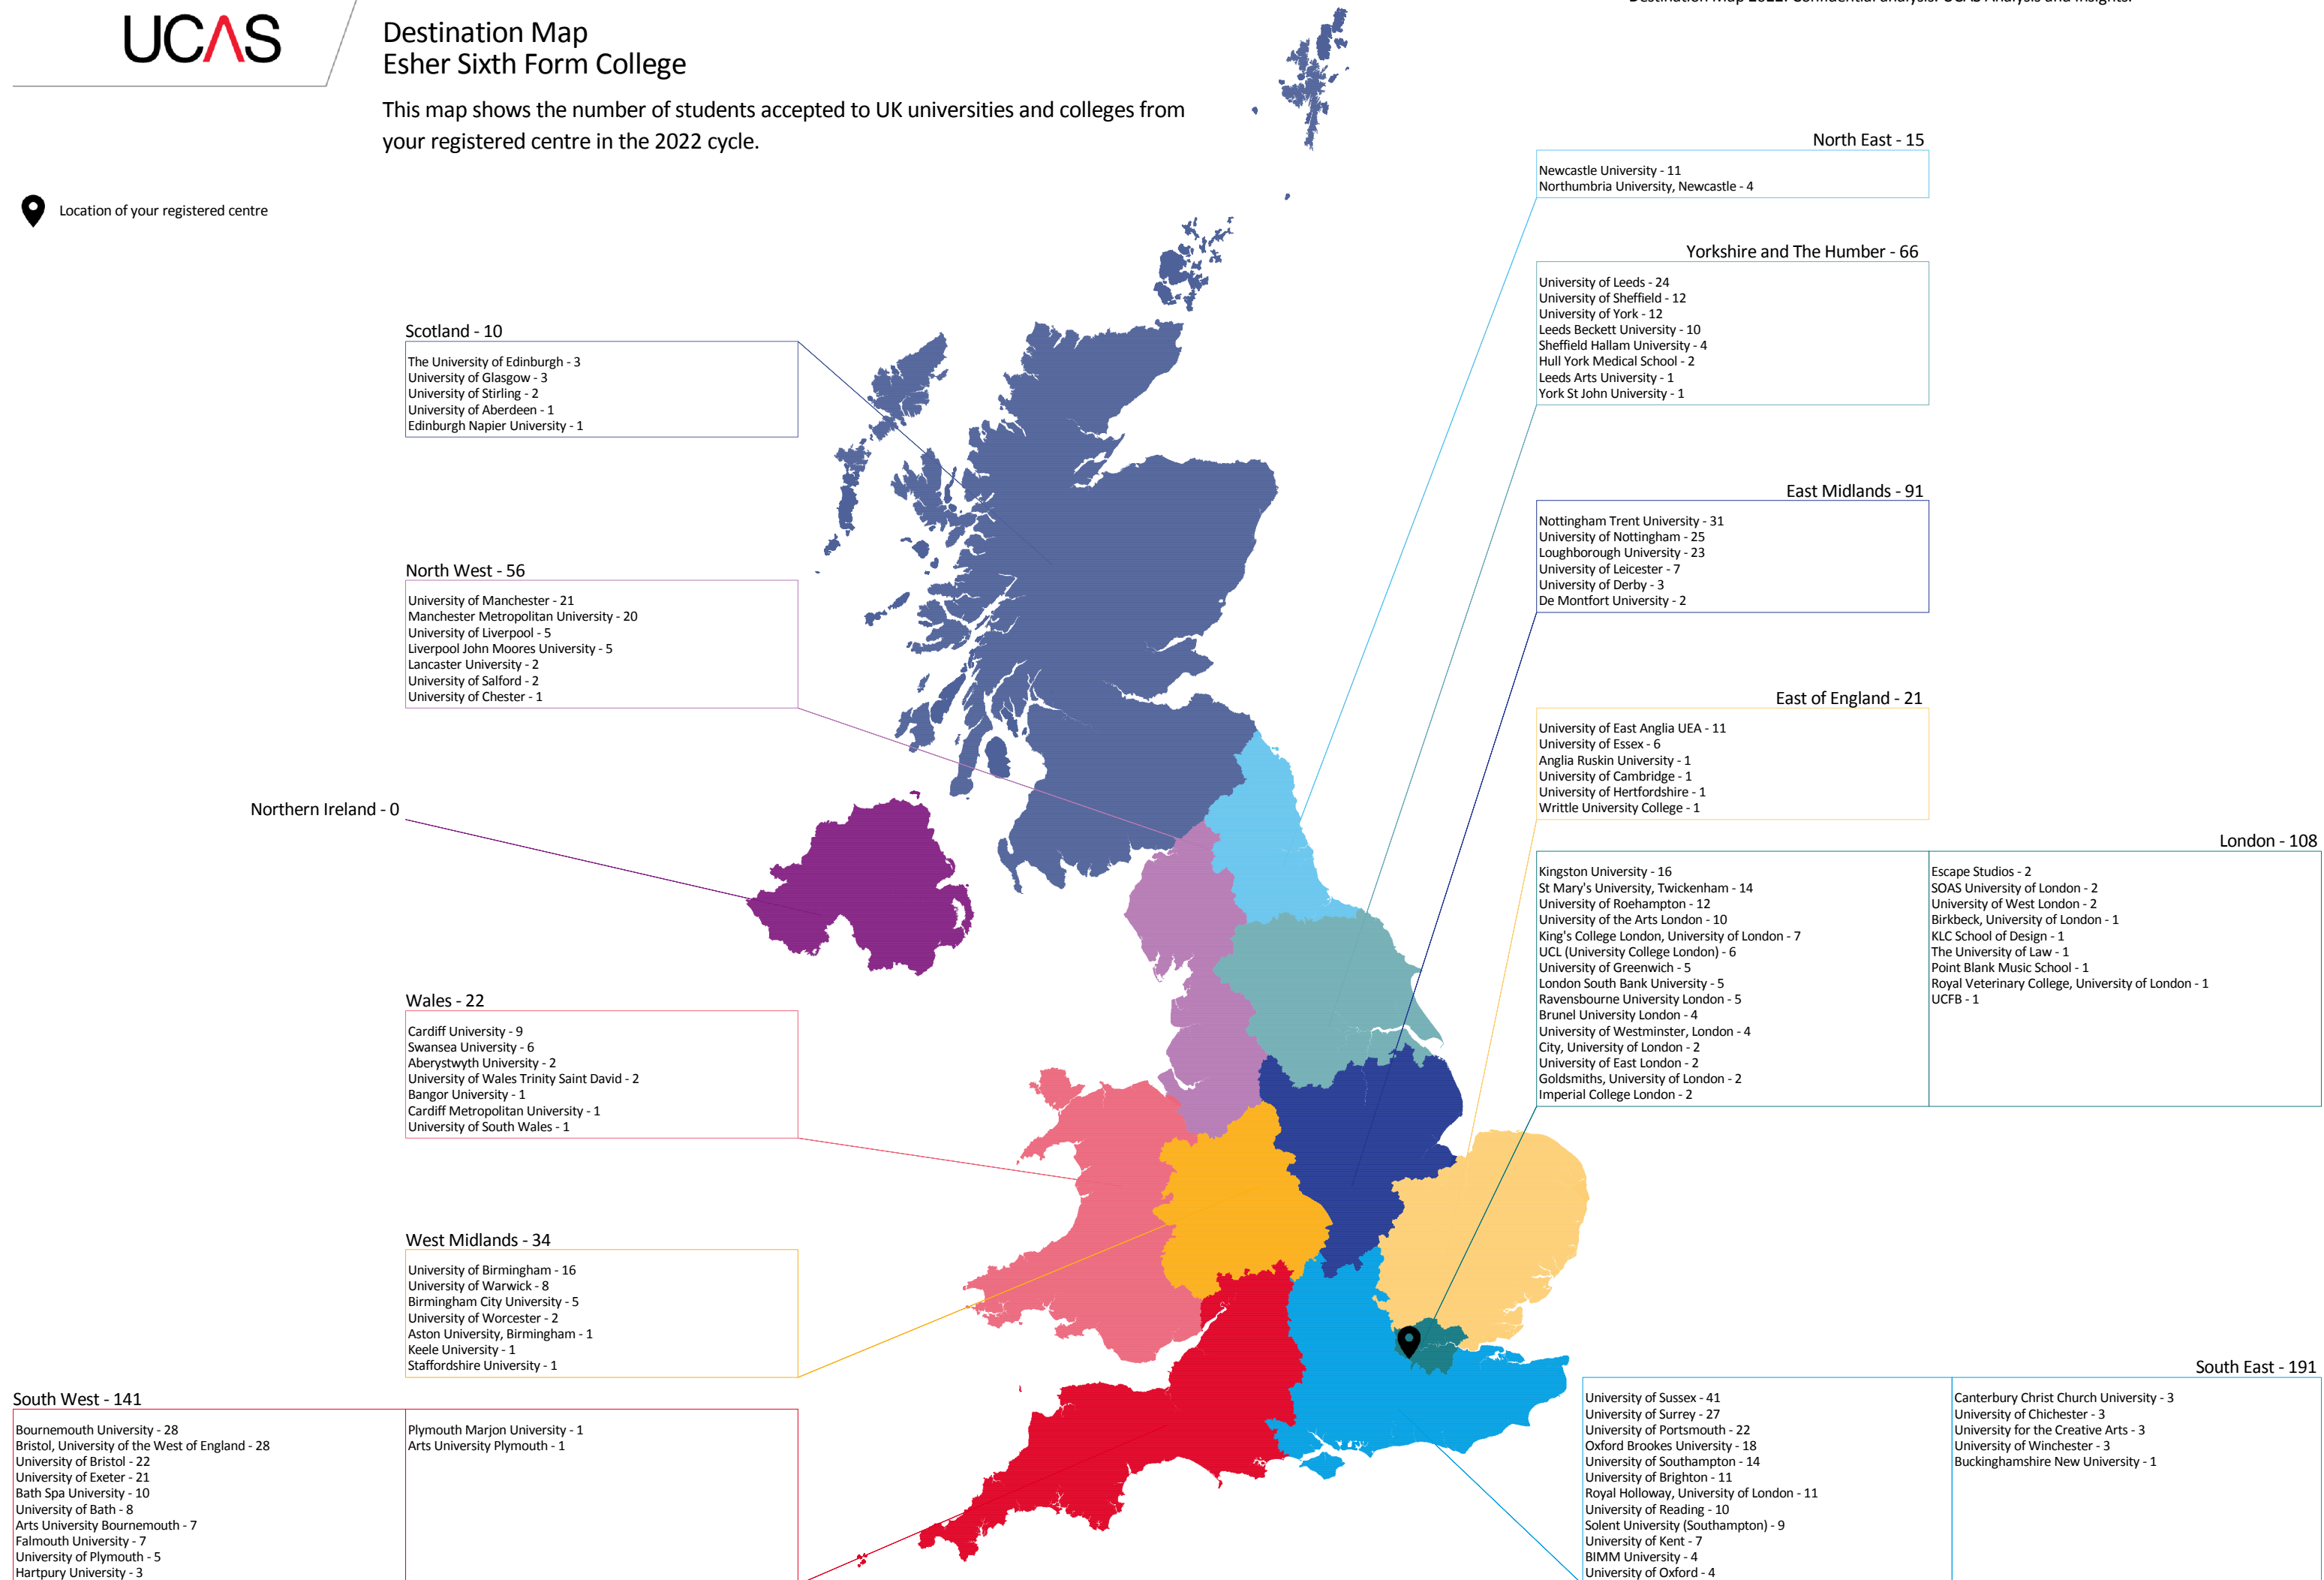 UCAS
Destination Map 2022. Confidential analysis. UCAS Analysis and Insights.
Destination Map
Esher Sixth Form College
This map shows the number of students accepted to UK universities and colleges from
your registered centre in the 2022 cycle.
Location of your registered centre
North East - 15
Newcastle University - 11
Northumbria University, Newcastle - 4
Yorkshire and The Humber - 66
University of Leeds - 24
University of Sheffield - 12
University of York - 12
Leeds Beckett University - 10
Sheffield Hallam University - 4
Hull York Medical School - 2
Leeds Arts University - 1
York St John University - 1
Scotland - 10
The University of Edinburgh - 3
University of Glasgow - 3
University of Stirling - 2
University of Aberdeen - 1
Edinburgh Napier University - 1
East Midlands - 91
Nottingham Trent University - 31
University of Nottingham - 25
Loughborough University - 23
University of Leicester - 7
University of Derby - 3
De Montfort University - 2
North West - 56
University of Manchester - 21
Manchester Metropolitan University - 20
University of Liverpool - 5
Liverpool John Moores University - 5
Lancaster University - 2
University of Salford - 2
University of Chester - 1
East of England - 21
University of East Anglia UEA - 11
University of Essex - 6
Anglia Ruskin University - 1
University of Cambridge - 1
University of Hertfordshire - 1
Writtle University College - 1
Northern Ireland - 0
London - 108
Kingston University - 16
St Mary's University, Twickenham - 14
University of Roehampton - 12
University of the Arts London - 10
King's College London, University of London - 7
UCL (University College London) - 6
University of Greenwich - 5
London South Bank University - 5
Ravensbourne University London - 5
Brunel University London - 4
University of Westminster, London - 4
City, University of London - 2
University of East London - 2
Goldsmiths, University of London - 2
Imperial College London - 2
Escape Studios - 2
SOAS University of London - 2
University of West London - 2
Birkbeck, University of London - 1
KLC School of Design - 1
The University of Law - 1
Point Blank Music School - 1
Royal Veterinary College, University of London - 1
UCFB - 1
Wales - 22
Cardiff University - 9
Swansea University - 6
Aberystwyth University - 2
University of Wales Trinity Saint David - 2
Bangor University - 1
Cardiff Metropolitan University - 1
University of South Wales - 1
West Midlands - 34
University of Birmingham - 16
University of Warwick - 8
Birmingham City University - 5
University of Worcester - 2
Aston University, Birmingham - 1
Keele University - 1
Staffordshire University - 1
South West - 141
Bournemouth University - 28
Bristol, University of the West of England - 28
University of Bristol - 22
University of Exeter - 21
Bath Spa University - 10
University of Bath - 8
Arts University Bournemouth - 7
Falmouth University - 7
University of Plymouth - 5
Hartpury University - 3
Plymouth Marjon University - 1
Arts University Plymouth - 1
South East - 191
University of Sussex - 41
University of Surrey - 27
University of Portsmouth - 22
Oxford Brookes University - 18
University of Southampton - 14
University of Brighton - 11
Royal Holloway, University of London - 11
University of Reading - 10
Solent University (Southampton) - 9
University of Kent - 7
BIMM University - 4
University of Oxford - 4
Canterbury Christ Church University - 3
University of Chichester - 3
University for the Creative Arts - 3
University of Winchester - 3
Buckinghamshire New University - 1